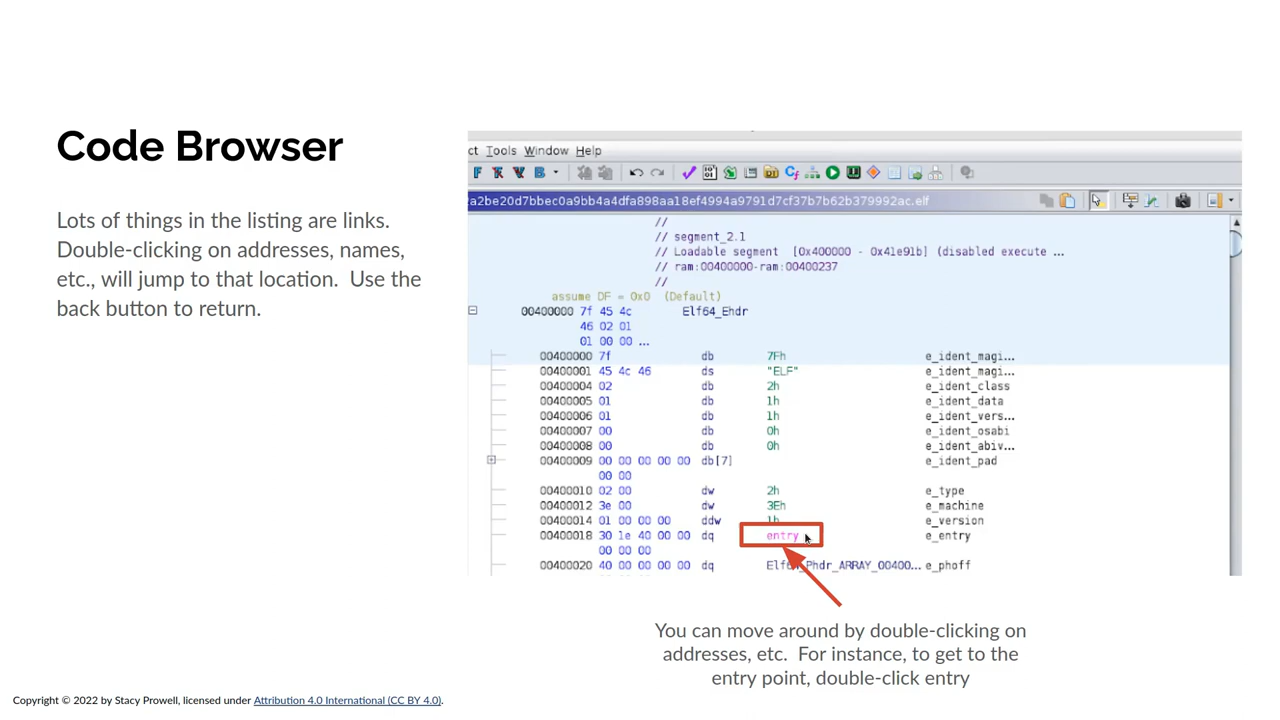 Code Browser
Lots of things in the listing are links.
Double-clicking on addresses, names,
etc., will jump to that location.  Use the
back button to return.
ct Tools Window Help
a2be20d7bbec0a9bb4a4dfa898aa18ef4994a9791d7cf37b7b62b379992ac.elf
//
// segment_2.1
// Loadable segment  [0x400000 - 0x41e91b] (disabled execute ...
// ram:00400000-ram:00400237
//
assume DF = 0x0  (Default)
00400000 7f 45 4c Elf64_Ehdr
46 02 01
01 00 00 ...
00400000 7f db 7Fh e_ident_magi...
00400001 45 4c 46 ds "ELF" e_ident_magi...
00400004 02 db 2h e_ident_class
00400005 01 db 1h e_ident_data
00400006 01 db 1h e_ident_vers...
00400007 00 db 0h e_ident_osabi
00400008 00 db 0h e_ident_abiv...
00400009 00 00 00 00 00 db[7] e_ident_pad
00 00
00400010 02 00 dw 2h e_type
00400012 3e 00 dw 3Eh e_machine
00400014 01 00 00 00 ddw 1h e_version
00400018 30 1e 40 00 00 dq entry e_entry
00 00 00
00400020 40 00 00 00 00 dq Elf64_Phdr_ARRAY_00400... e_phoff
You can move around by double-clicking on
addresses, etc.  For instance, to get to the
entry point, double-click entry
Copyright © 2022 by Stacy Prowell, licensed under Attribution 4.0 International (CC BY 4.0).